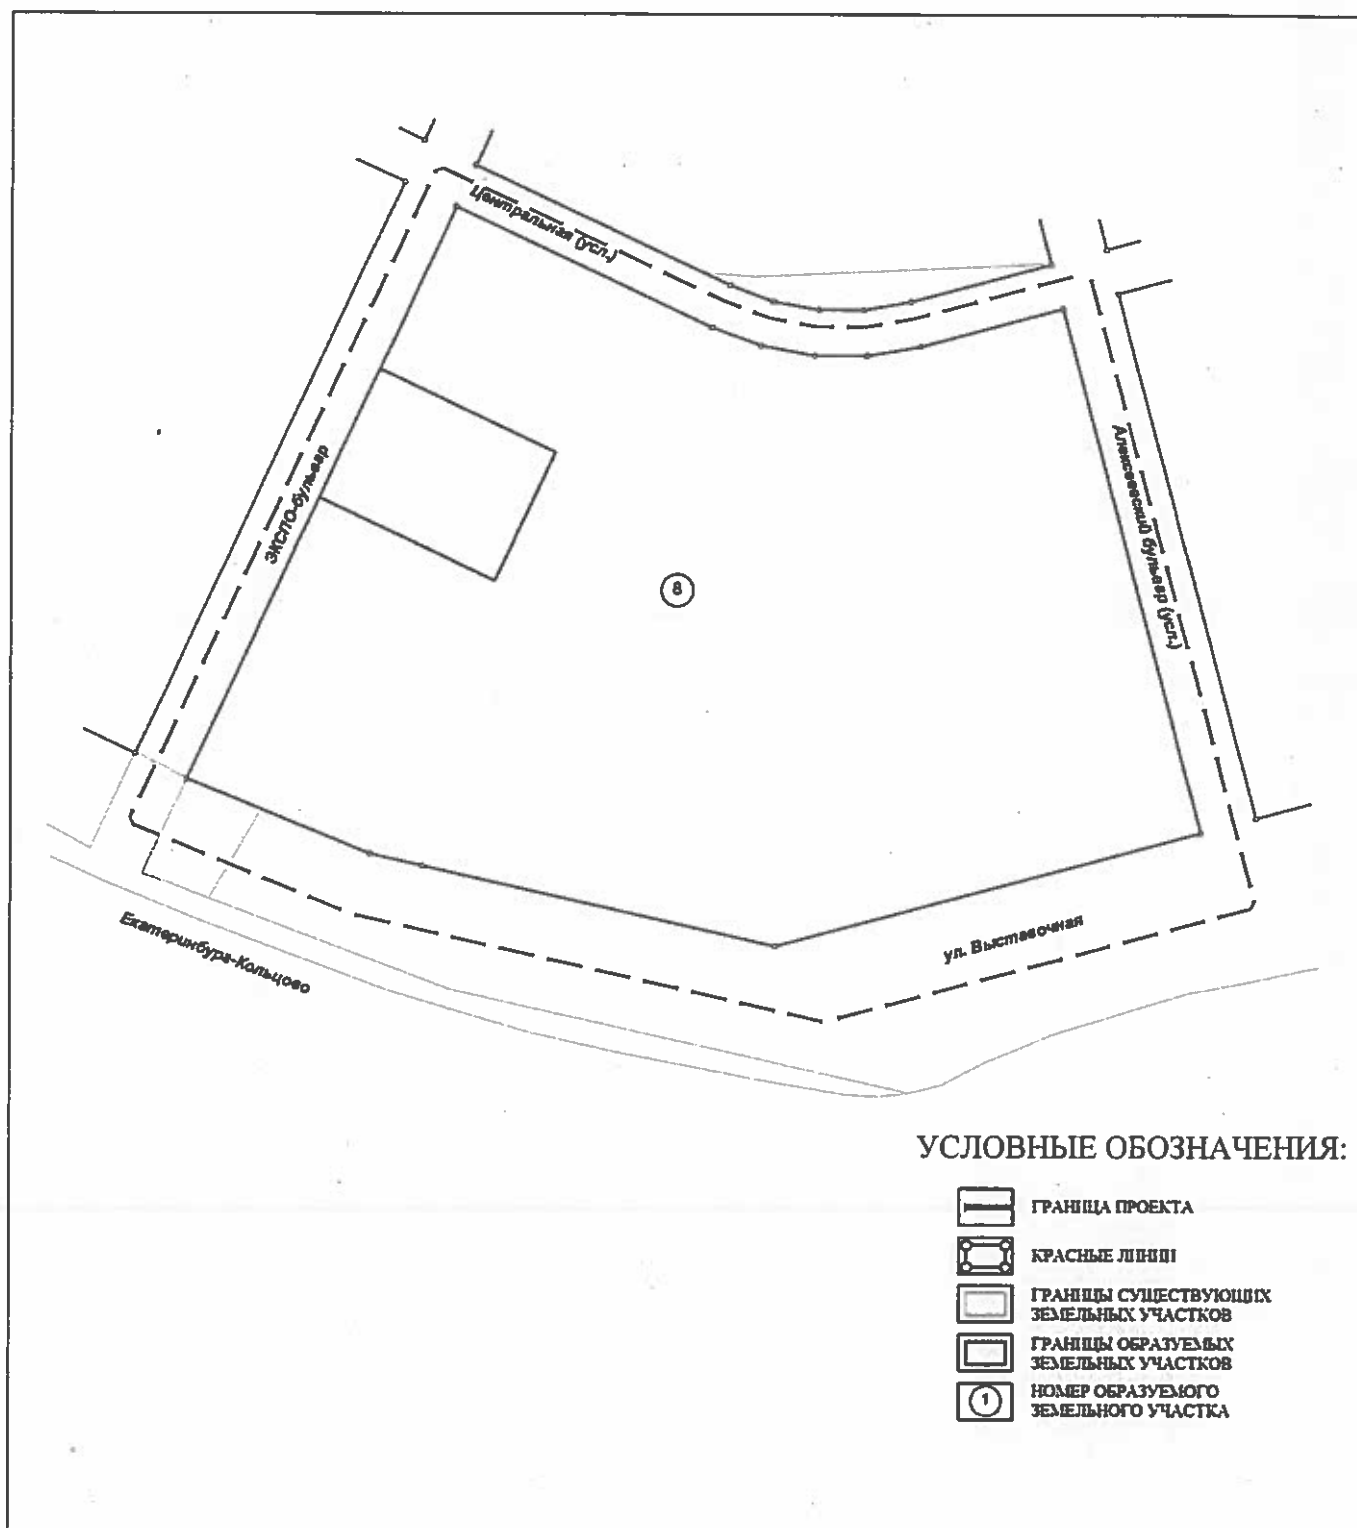 Центральная (усл.)
ЭКСПО-бульвар
Алексеевский бульвар (усл.)
8
ул. Выставочная
Екатеринбург-Кольцово
УСЛОВНЫЕ ОБОЗНАЧЕНИЯ:
ГРАНИЦА ПРОЕКТА
КРАСНЫЕ ЛИНИИ
ГРАНИЦЫ СУЩЕСТВУЮЩИХ
ЗЕМЕЛЬНЫХ УЧАСТКОВ
ГРАНИЦЫ ОБРАЗУЕМЫХ
ЗЕМЕЛЬНЫХ УЧАСТКОВ
1
НОМЕР ОБРАЗУЕМОГО
ЗЕМЕЛЬНОГО УЧАСТКА